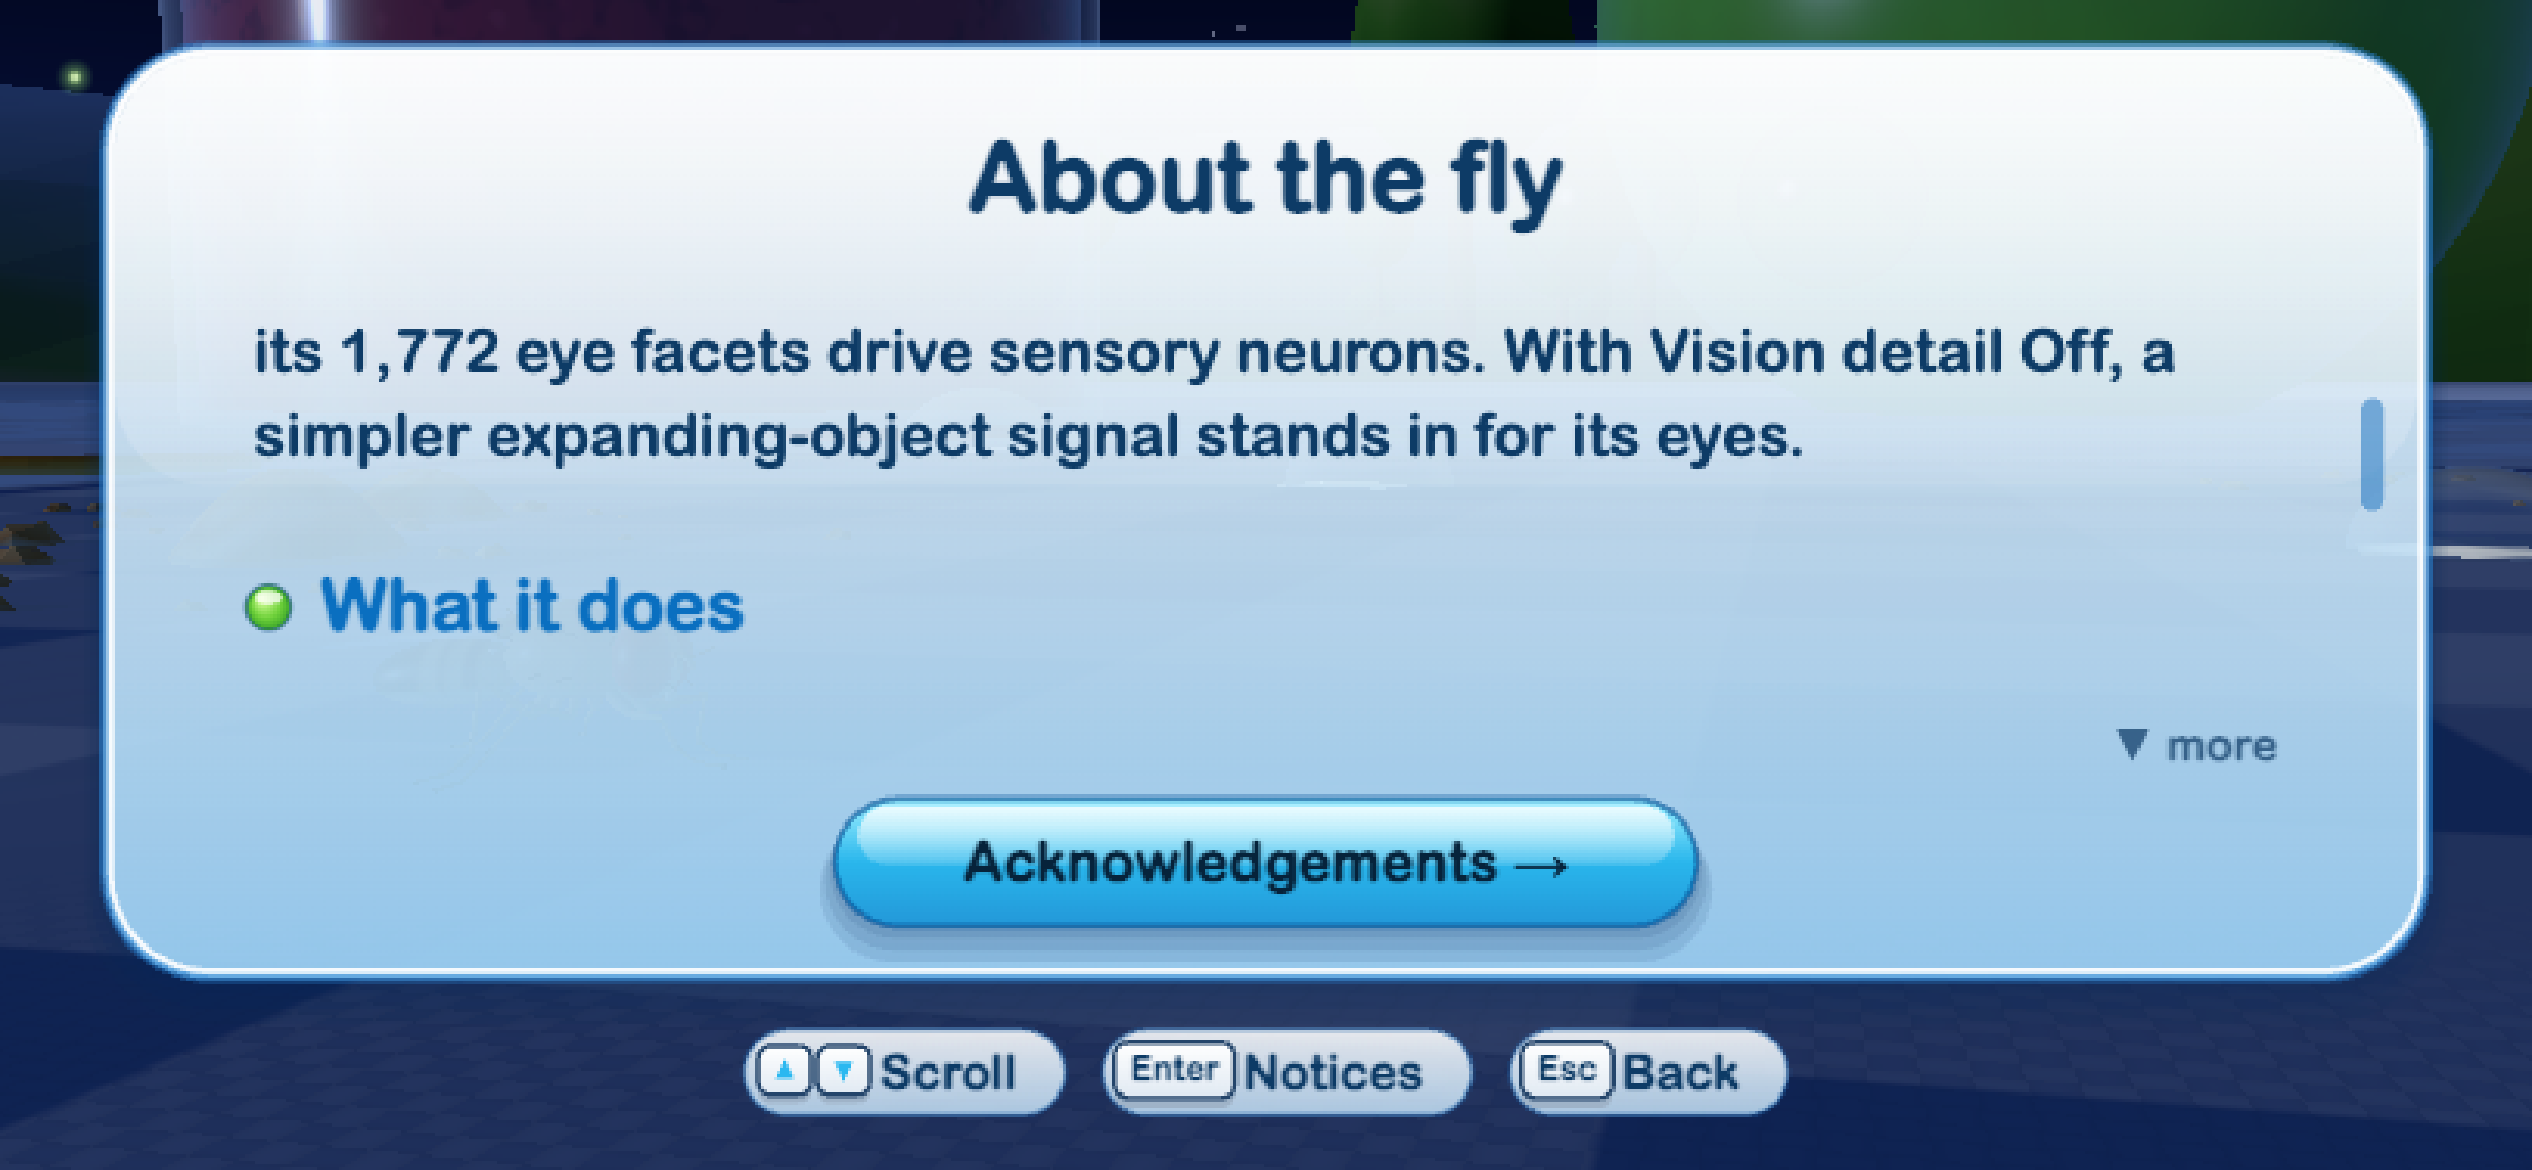 About the fly
its 1,772 eye facets drive sensory neurons. With Vision detail Off, a
simpler expanding-object signal stands in for its eyes.
What it does
▼ more
Acknowledgements →
▲ ▼ Scroll Enter Notices Esc Back